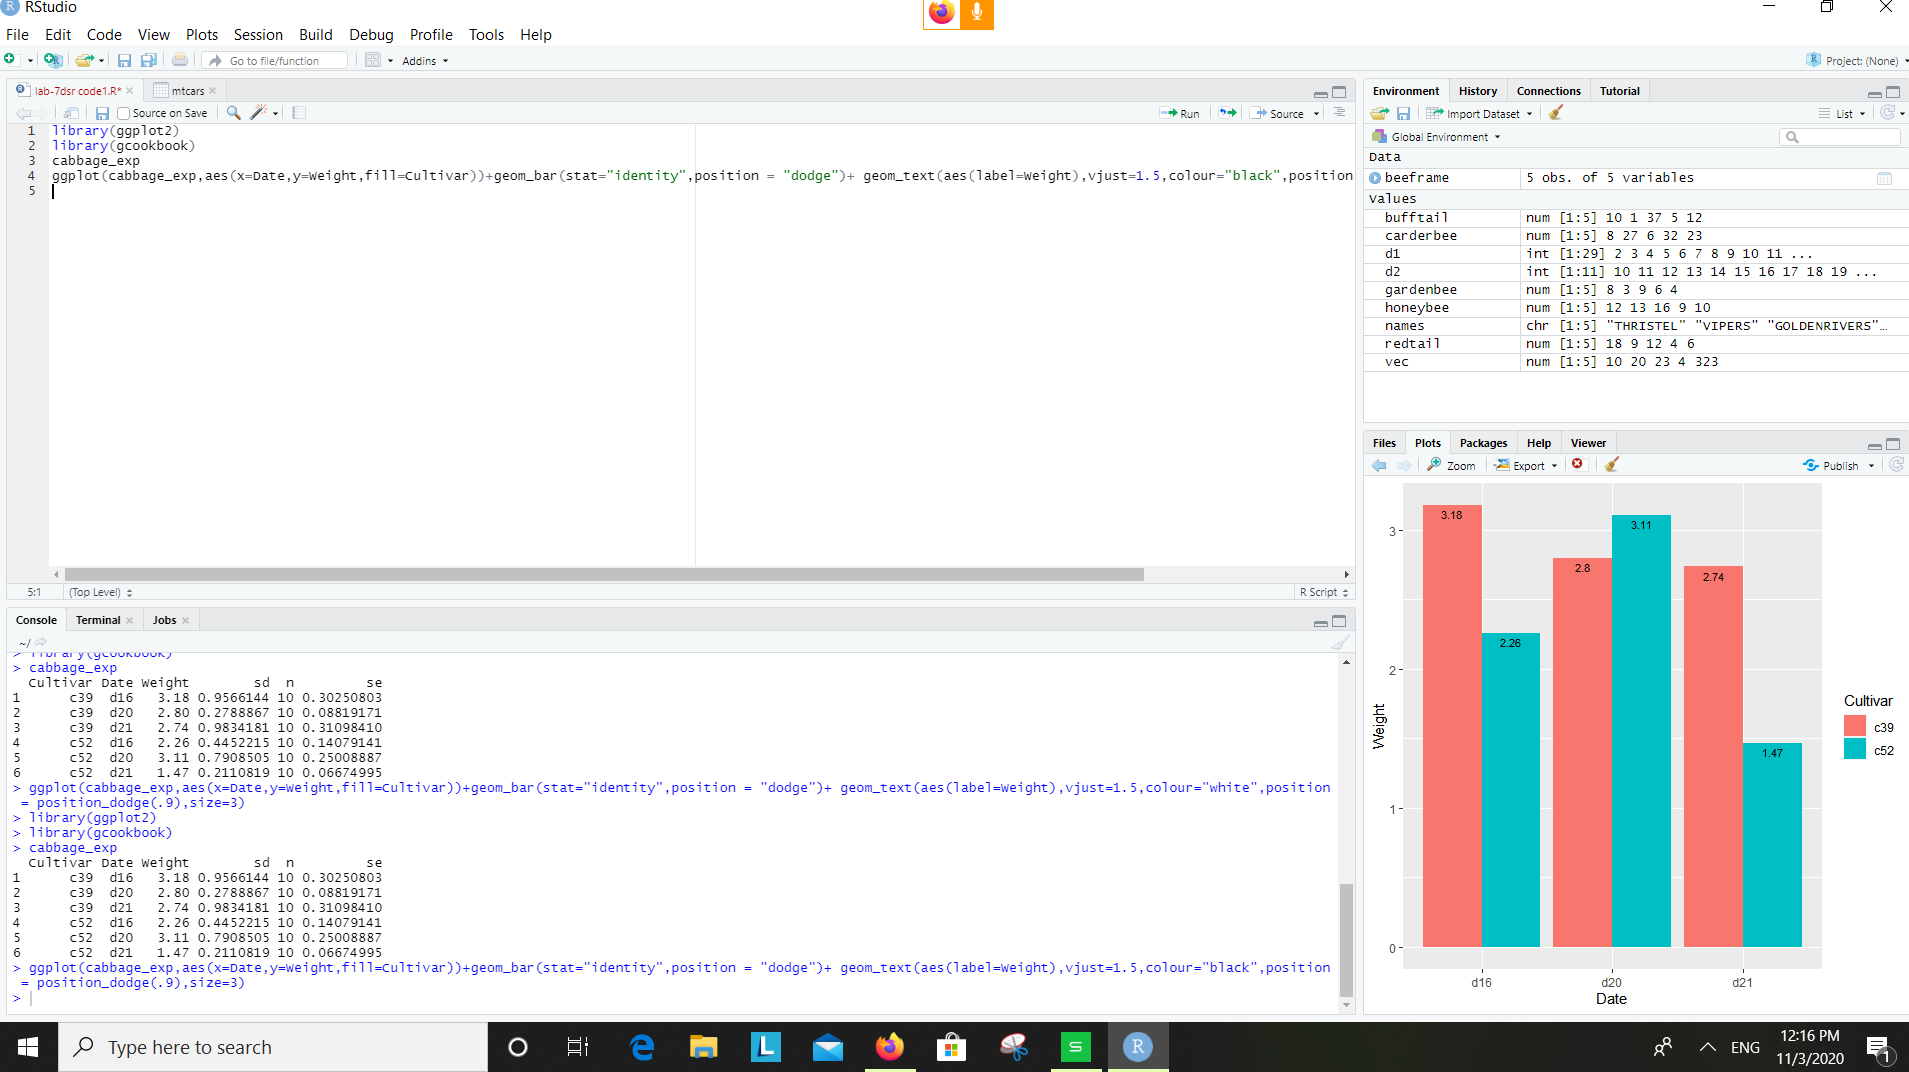 RStudio
File Edit Code View Plots Session Build Debug Profile Tools Help
Go to file/function Addins Project: (None)
lab-7dsr code1.R* mtcars
Source on Save Run Source
1 library(ggplot2)
2 library(gcookbook)
3 cabbage_exp
4 ggplot(cabbage_exp,aes(x=Date,y=Weight,fill=Cultivar))+geom_bar(stat="identity",position = "dodge")+ geom_text(aes(label=Weight),vjust=1.5,colour="black",position
5
5:1 (Top Level) R Script
Console Terminal Jobs
~/
> library(gcookbook)
> cabbage_exp
Cultivar Date Weight sd n se
1 c39 d16 3.18 0.9566144 10 0.30250803
2 c39 d20 2.80 0.2788867 10 0.08819171
3 c39 d21 2.74 0.9834181 10 0.31098410
4 c52 d16 2.26 0.4452215 10 0.14079141
5 c52 d20 3.11 0.7908505 10 0.25008887
6 c52 d21 1.47 0.2110819 10 0.06674995
> ggplot(cabbage_exp,aes(x=Date,y=Weight,fill=Cultivar))+geom_bar(stat="identity",position = "dodge")+ geom_text(aes(label=Weight),vjust=1.5,colour="white",position
= position_dodge(.9),size=3)
> library(ggplot2)
> library(gcookbook)
> cabbage_exp
Cultivar Date Weight sd n se
1 c39 d16 3.18 0.9566144 10 0.30250803
2 c39 d20 2.80 0.2788867 10 0.08819171
3 c39 d21 2.74 0.9834181 10 0.31098410
4 c52 d16 2.26 0.4452215 10 0.14079141
5 c52 d20 3.11 0.7908505 10 0.25008887
6 c52 d21 1.47 0.2110819 10 0.06674995
> ggplot(cabbage_exp,aes(x=Date,y=Weight,fill=Cultivar))+geom_bar(stat="identity",position = "dodge")+ geom_text(aes(label=Weight),vjust=1.5,colour="black",position
= position_dodge(.9),size=3)
>
Environment History Connections Tutorial
Import Dataset List
Global Environment
Data
beeframe 5 obs. of 5 variables
Values
bufftail num [1:5] 10 1 37 5 12
carderbee num [1:5] 8 27 6 32 23
d1 int [1:29] 2 3 4 5 6 7 8 9 10 11 ...
d2 int [1:11] 10 11 12 13 14 15 16 17 18 19 ...
gardenbee num [1:5] 8 3 9 6 4
honeybee num [1:5] 12 13 16 9 10
names chr [1:5] "THRISTEL" "VIPERS" "GOLDENRIVERS"…
redtail num [1:5] 18 9 12 4 6
vec num [1:5] 10 20 23 4 323
Files Plots Packages Help Viewer
Zoom Export Publish
3.18
3.11
3
2.8
2.74
2.26
2
Weight
Cultivar
c39
c52
1.47
1
0
d16 d20 d21
Date
Type here to search
ENG
12:16 PM
11/3/2020
1